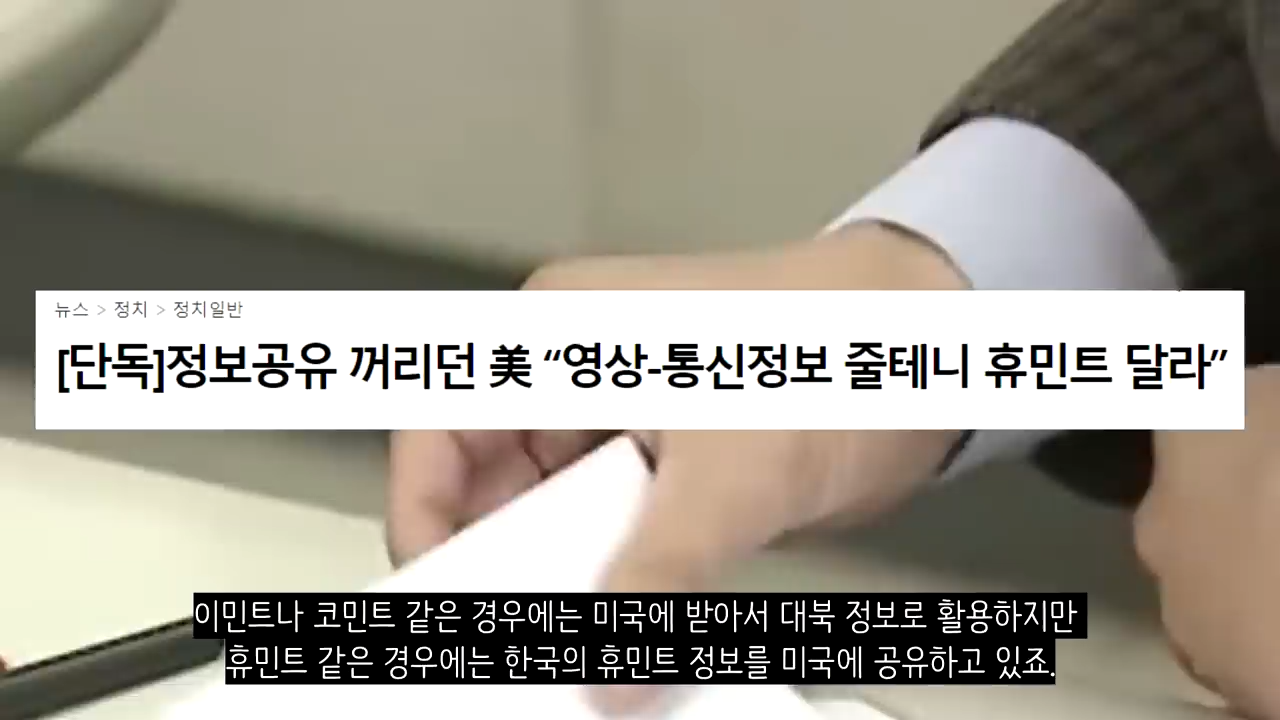 뉴스 > 정치 > 정치일반
[단독]정보공유 꺼리던 美 “영상-통신정보 줄테니 휴민트 달라”
이민트나 코민트 같은 경우에는 미국에 받아서 대북 정보로 활용하지만
휴민트 같은 경우에는 한국의 휴민트 정보를 미국에 공유하고 있죠.